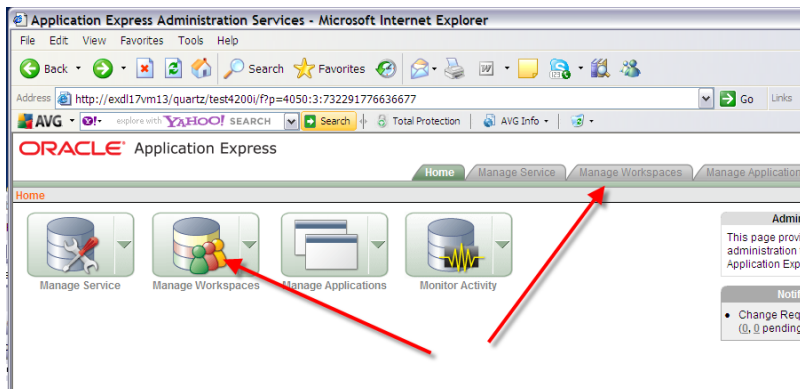 Application Express Administration Services - Microsoft Internet Explorer
File Edit View Favorites Tools Help
Back Search Favorites
Address http://exdl17vm13/quartz/test4200i/f?p=4050:3:732291776636677 Go Links
AVG explore with YAHOO! SEARCH Search Total Protection AVG Info
ORACLE Application Express
Home Manage Service Manage Workspaces Manage Application
Home
Manage Service Manage Workspaces Manage Applications Monitor Activity
Admi
This page provi
administration
Application Exp
Notif
Change Req
(0, 0 pending